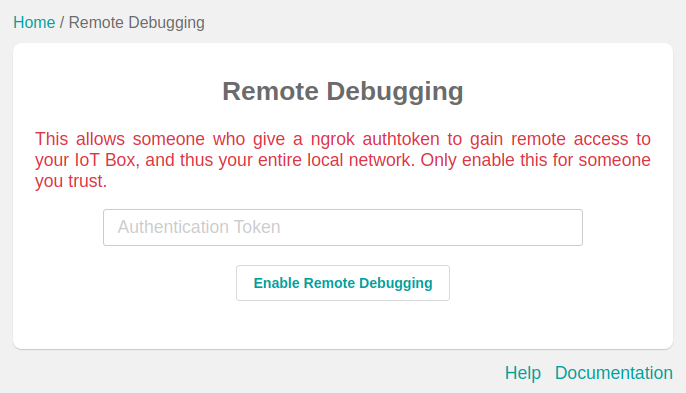 Home / Remote Debugging
Remote Debugging
This allows someone who give a ngrok authtoken to gain remote access to
your IoT Box, and thus your entire local network. Only enable this for someone
you trust.
Authentication Token
Enable Remote Debugging
Help Documentation